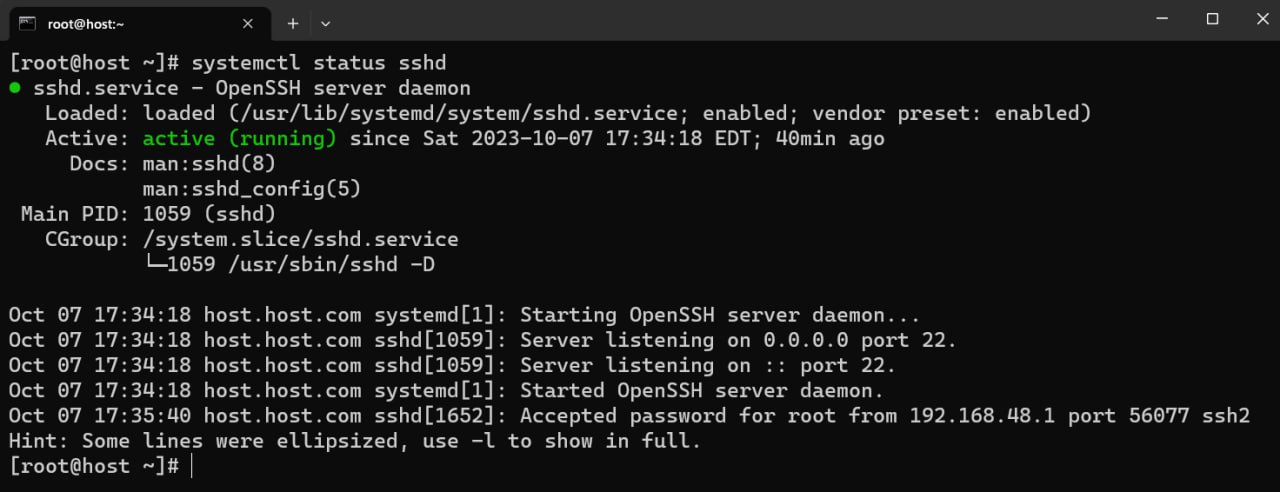 root@host:~
[root@host ~]# systemctl status sshd
● sshd.service - OpenSSH server daemon
   Loaded: loaded (/usr/lib/systemd/system/sshd.service; enabled; vendor preset: enabled)
   Active: active (running) since Sat 2023-10-07 17:34:18 EDT; 40min ago
     Docs: man:sshd(8)
           man:sshd_config(5)
 Main PID: 1059 (sshd)
   CGroup: /system.slice/sshd.service
           └─1059 /usr/sbin/sshd -D

Oct 07 17:34:18 host.host.com systemd[1]: Starting OpenSSH server daemon...
Oct 07 17:34:18 host.host.com sshd[1059]: Server listening on 0.0.0.0 port 22.
Oct 07 17:34:18 host.host.com sshd[1059]: Server listening on :: port 22.
Oct 07 17:34:18 host.host.com systemd[1]: Started OpenSSH server daemon.
Oct 07 17:35:40 host.host.com sshd[1652]: Accepted password for root from 192.168.48.1 port 56077 ssh2
Hint: Some lines were ellipsized, use -l to show in full.
[root@host ~]#